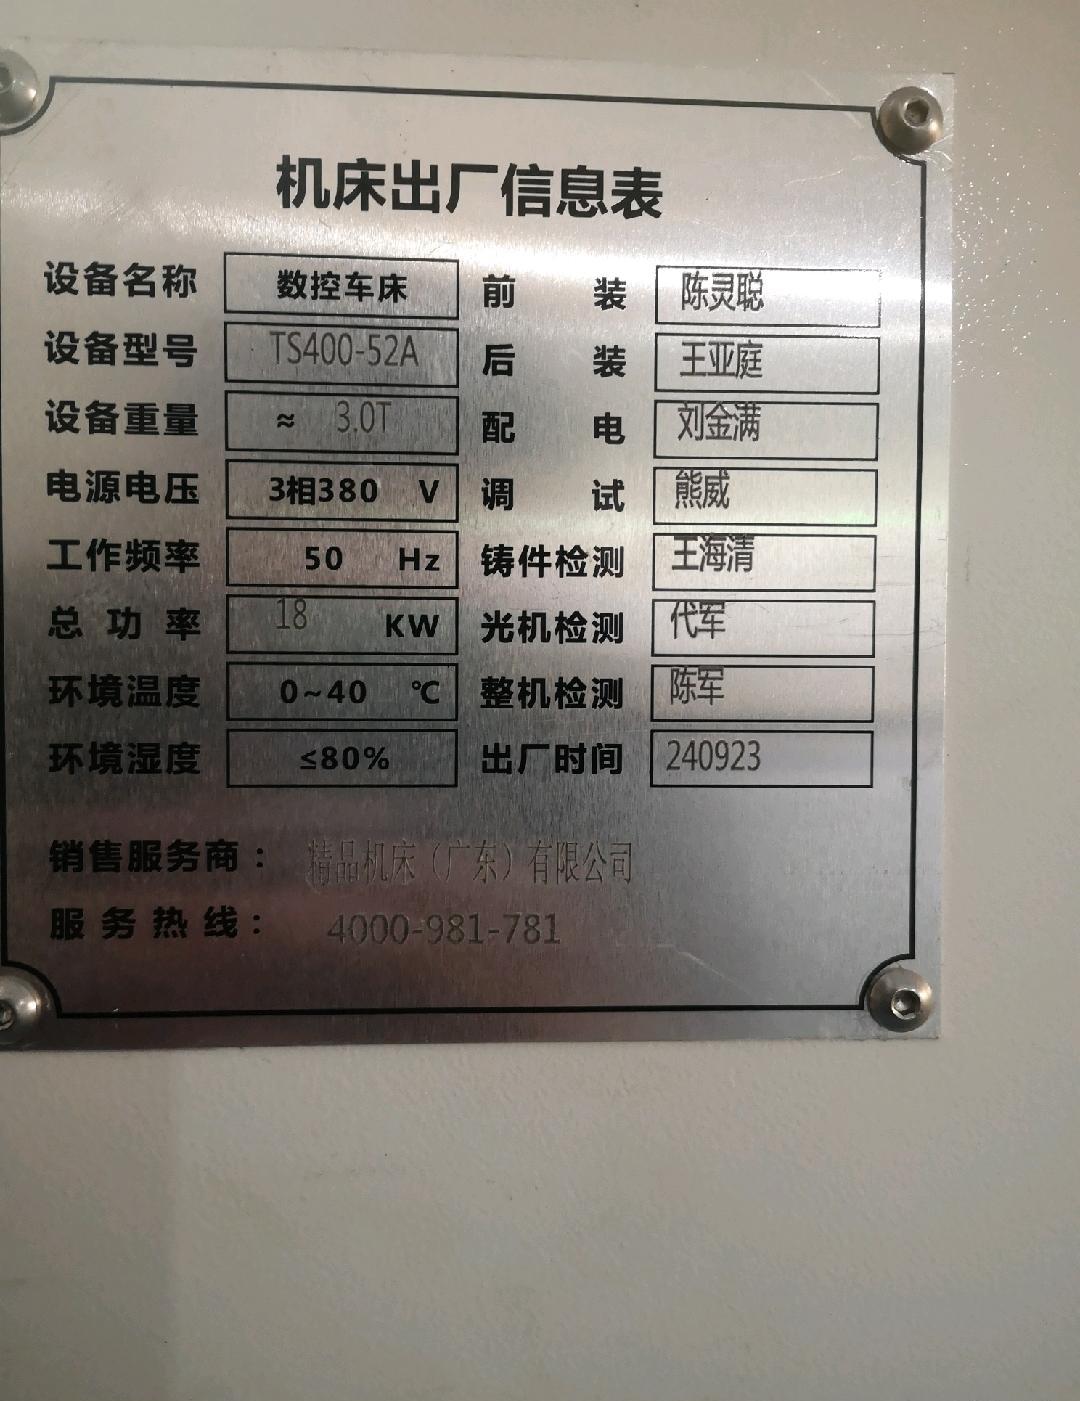 机床出厂信息表
设备名称 数控车床 前装 陈灵聪
设备型号 TS400-52A 后装 王亚庭
设备重量 ≈ 3.0T 配电 刘金满
电源电压 3相380 V 调试 熊威
工作频率 50 Hz 铸件检测 王海清
总功率 18 KW 光机检测 代军
环境温度 0~40 ℃ 整机检测 陈军
环境湿度 ≤80% 出厂时间 240923
销售服务商： 精品机床（广东）有限公司
服务热线： 4000-981-781